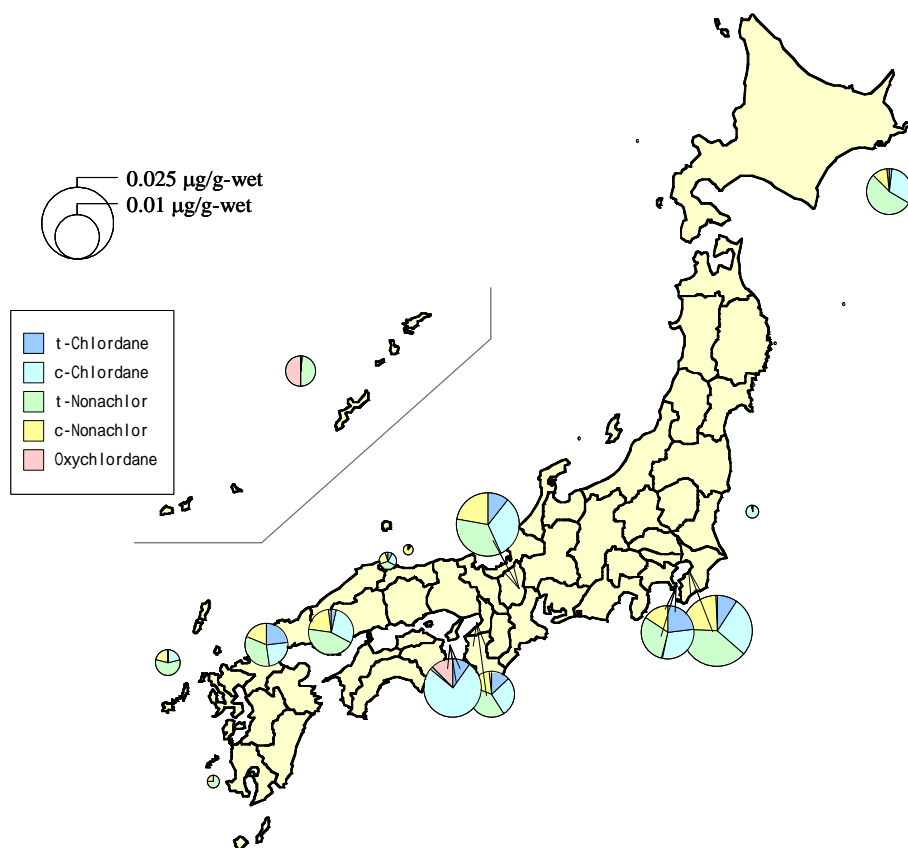 0.025 µg/g-wet
0.01 µg/g-wet
t-Chlordane
c-Chlordane
t-Nonachlor
c-Nonachlor
Oxychlordane